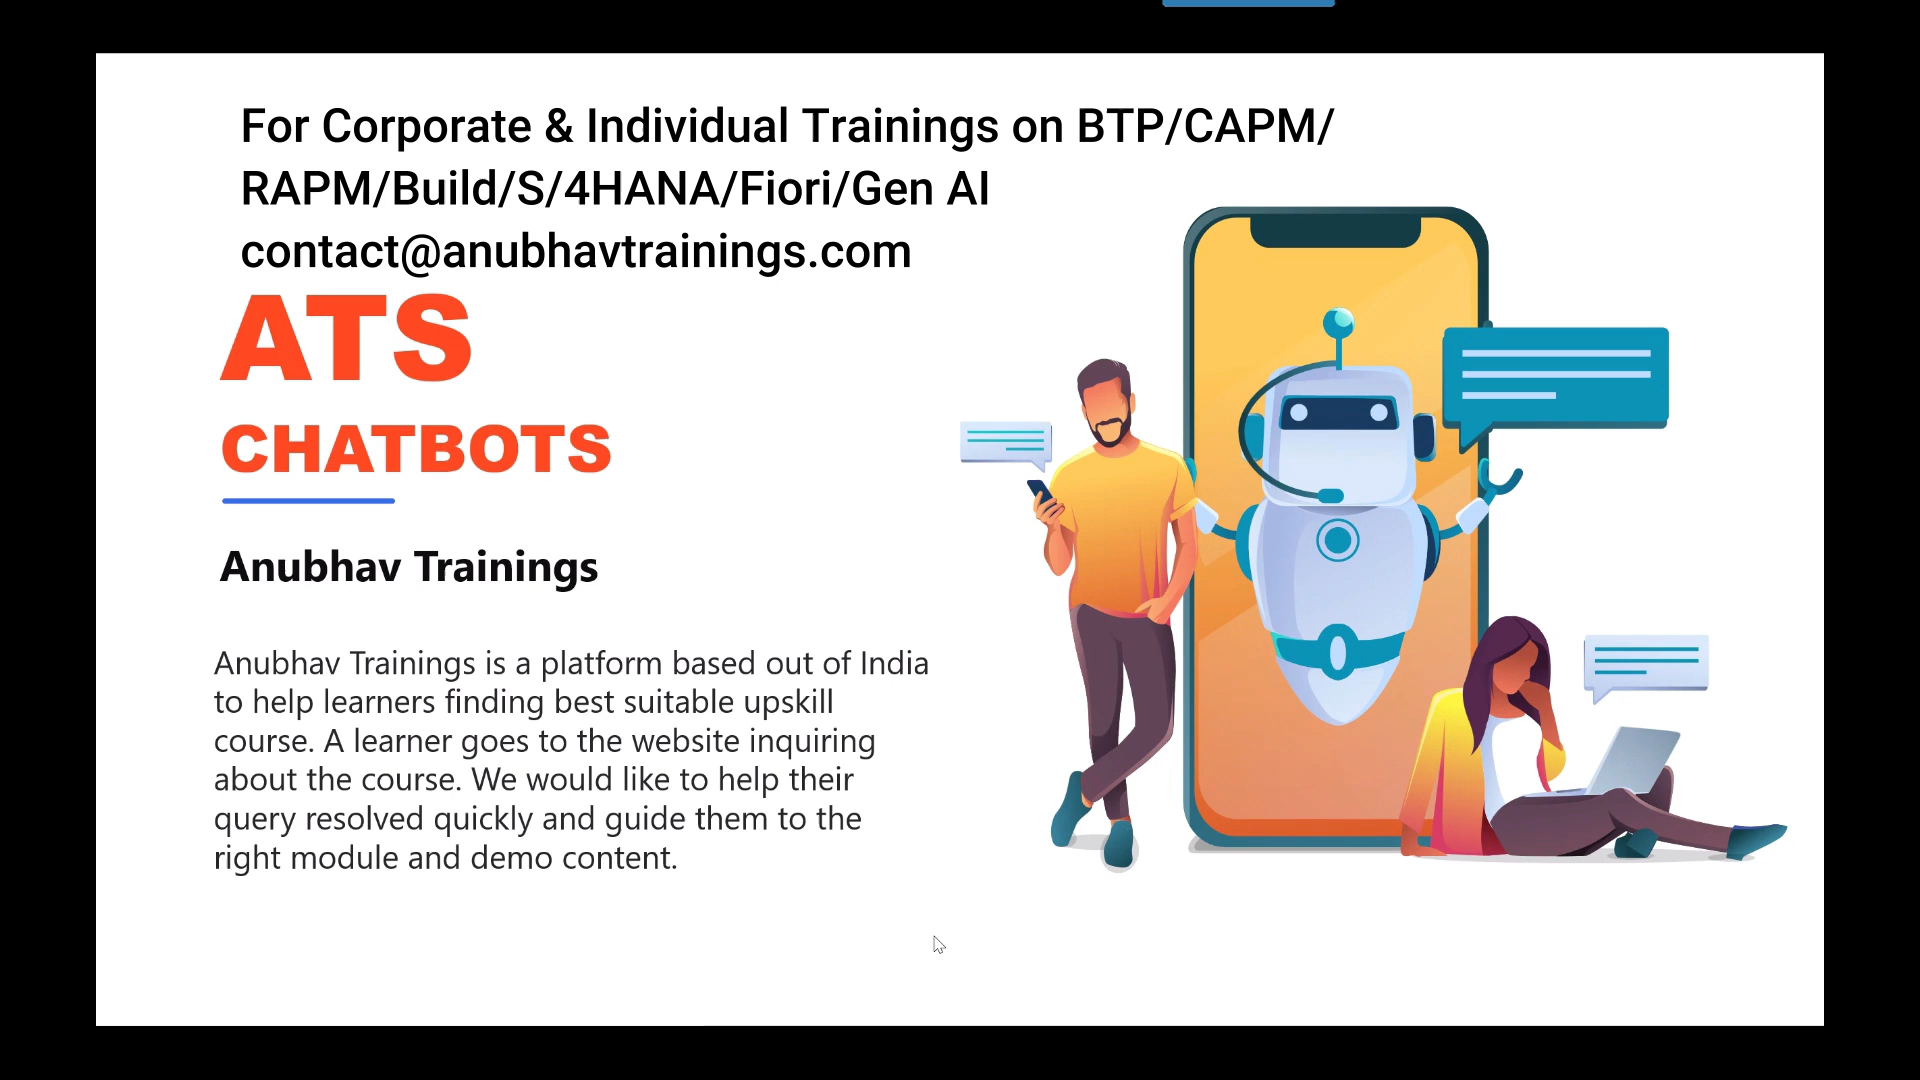 For Corporate & Individual Trainings on BTP/CAPM/
RAPM/Build/S/4HANA/Fiori/Gen AI
contact@anubhavtrainings.com
ATS
CHATBOTS
Anubhav Trainings
Anubhav Trainings is a platform based out of India
to help learners finding best suitable upskill
course. A learner goes to the website inquiring
about the course. We would like to help their
query resolved quickly and guide them to the
right module and demo content.